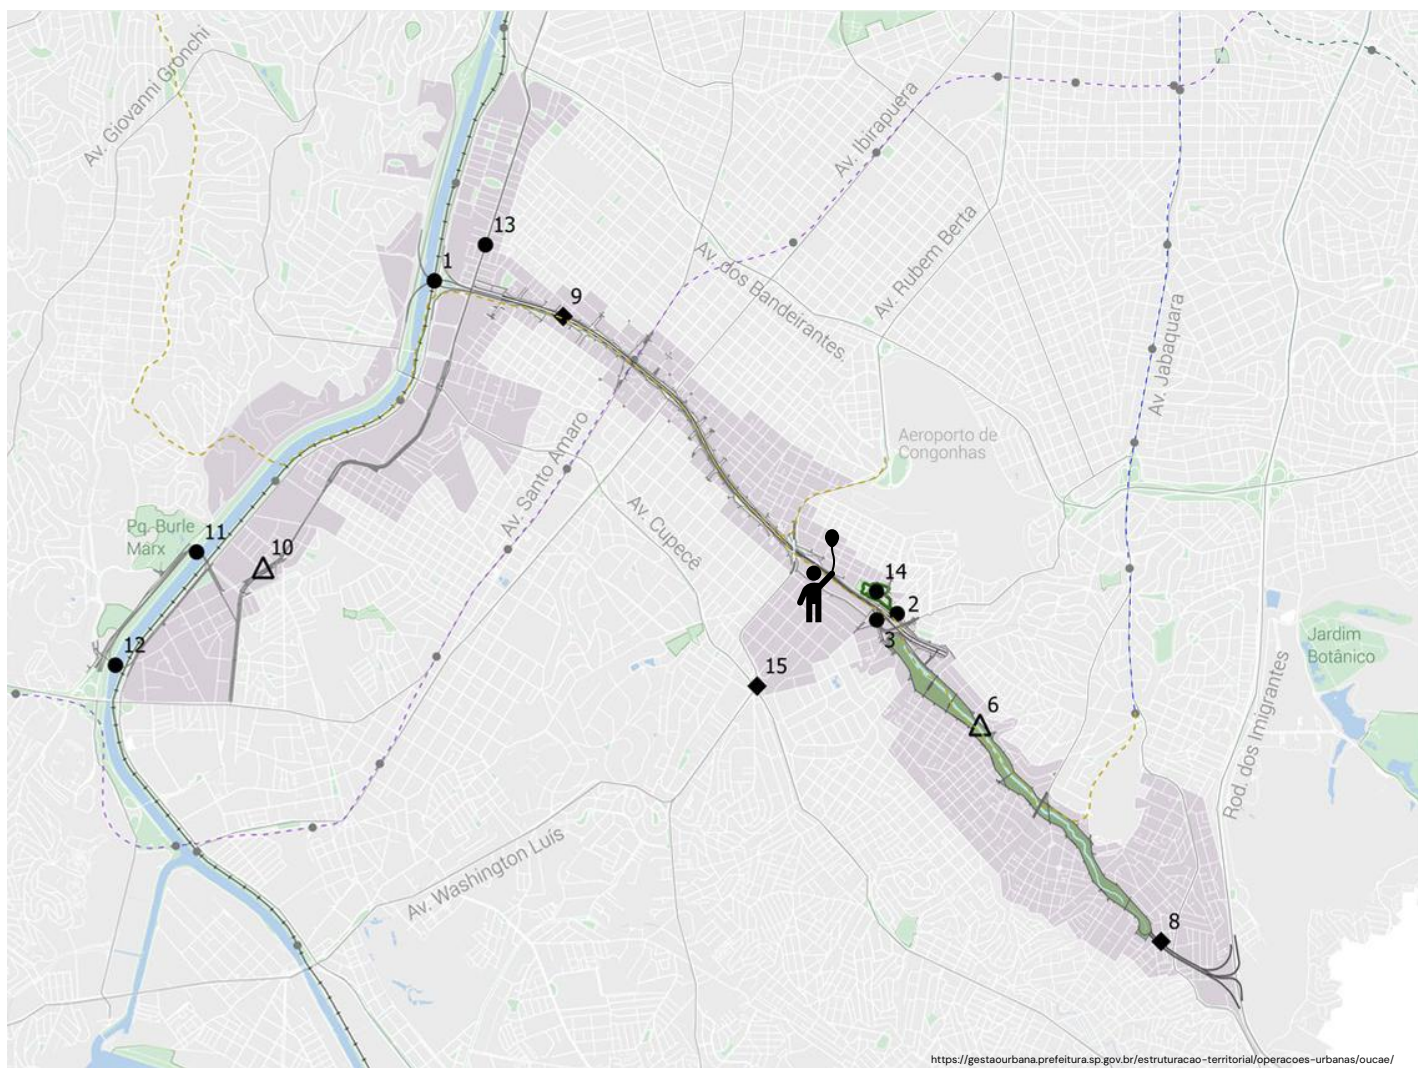 Av. Giovanni Gronchi
Av. Ibirapuera
13
1
9
Av. dos Bandeirantes.
Av. Rubem Berta
Av. Jabaquara
Aeroporto de
Congonhas
Av. Santo Amaro
Av. Cupecê
Pq. Burle
Marx
11
10
14
2
3
12
15
6
Jardim
Botânico
Rod. dos Imigrantes
Av. Washington Luís
8
https://gestaourbana.prefeitura.sp.gov.br/estruturacao-territorial/operacoes-urbanas/oucae/